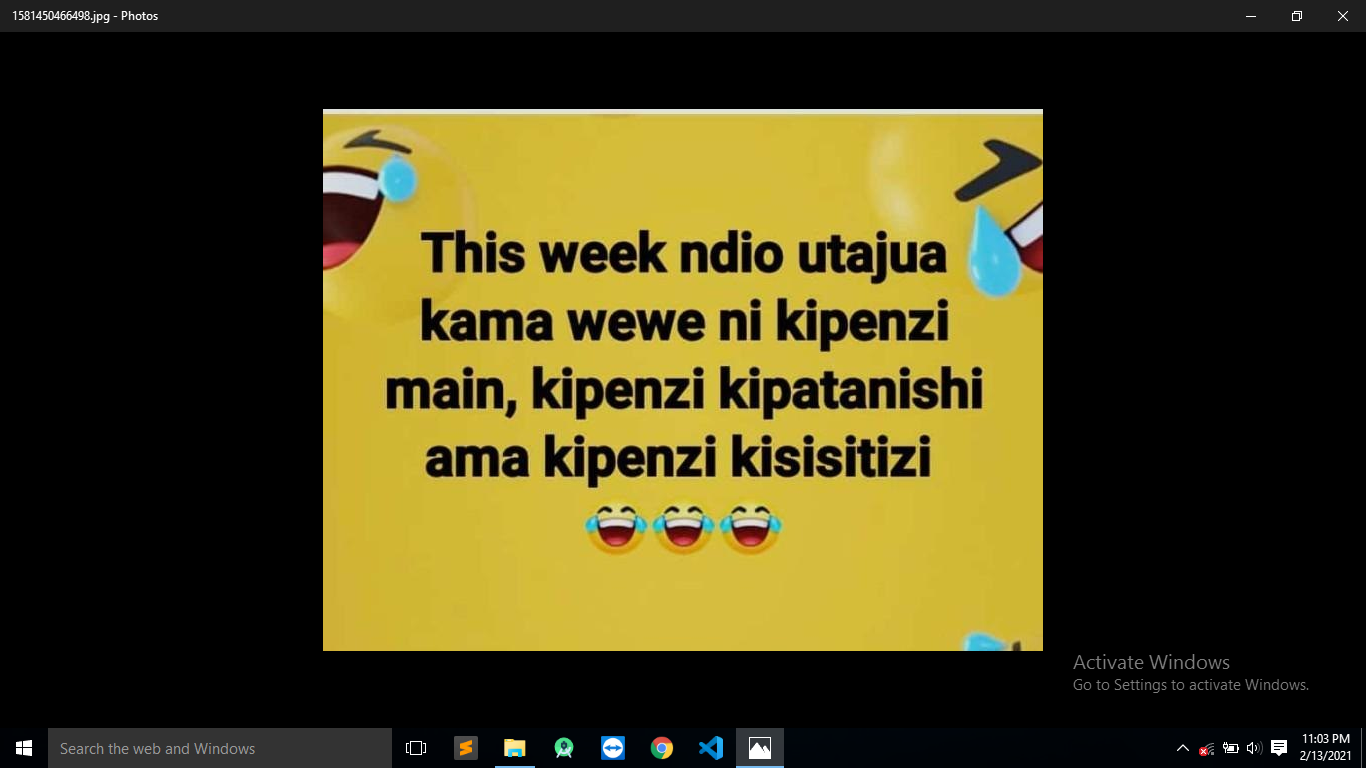 1581450466498.jpg - Photos
This week ndio utajua
kama wewe ni kipenzi
main, kipenzi kipatanishi
ama kipenzi kisisitizi
😂😂😂
Activate Windows
Go to Settings to activate Windows.
Search the web and Windows
11:03 PM
2/13/2021